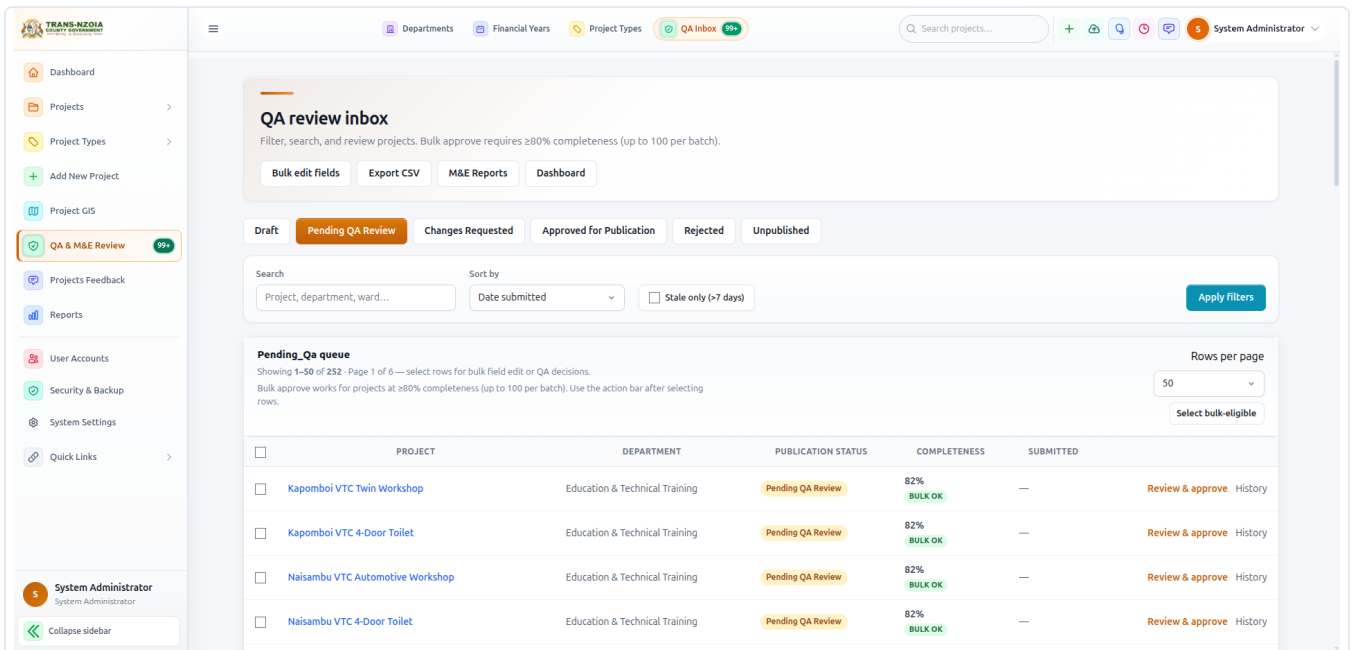 TRANS-NZOIA
COUNTY GOVERNMENT
Departments
Financial Years
Project Types
QA Inbox 99+
Search projects...
S System Administrator
Dashboard
Projects
Project Types
Add New Project
Project GIS
QA & M&E Review 99+
Projects Feedback
Reports
User Accounts
Security & Backup
System Settings
Quick Links
S System Administrator
System Administrator
Collapse sidebar
QA review inbox
Filter, search, and review projects. Bulk approve requires ≥80% completeness (up to 100 per batch).
Bulk edit fields Export CSV M&E Reports Dashboard
Draft Pending QA Review Changes Requested Approved for Publication Rejected Unpublished
Search Sort by
Project, department, ward... Date submitted Stale only (>7 days) Apply filters
Pending_Qa queue
Showing 1–50 of 252 · Page 1 of 6 — select rows for bulk field edit or QA decisions.
Bulk approve works for projects at ≥80% completeness (up to 100 per batch). Use the action bar after selecting
rows.
Rows per page
50
Select bulk-eligible
PROJECT DEPARTMENT PUBLICATION STATUS COMPLETENESS SUBMITTED
Kapomboi VTC Twin Workshop Education & Technical Training Pending QA Review 82% — Review & approve History
BULK OK
Kapomboi VTC 4-Door Toilet Education & Technical Training Pending QA Review 82% — Review & approve History
BULK OK
Naisambu VTC Automotive Workshop Education & Technical Training Pending QA Review 82% — Review & approve History
BULK OK
Naisambu VTC 4-Door Toilet Education & Technical Training Pending QA Review 82% — Review & approve History
BULK OK